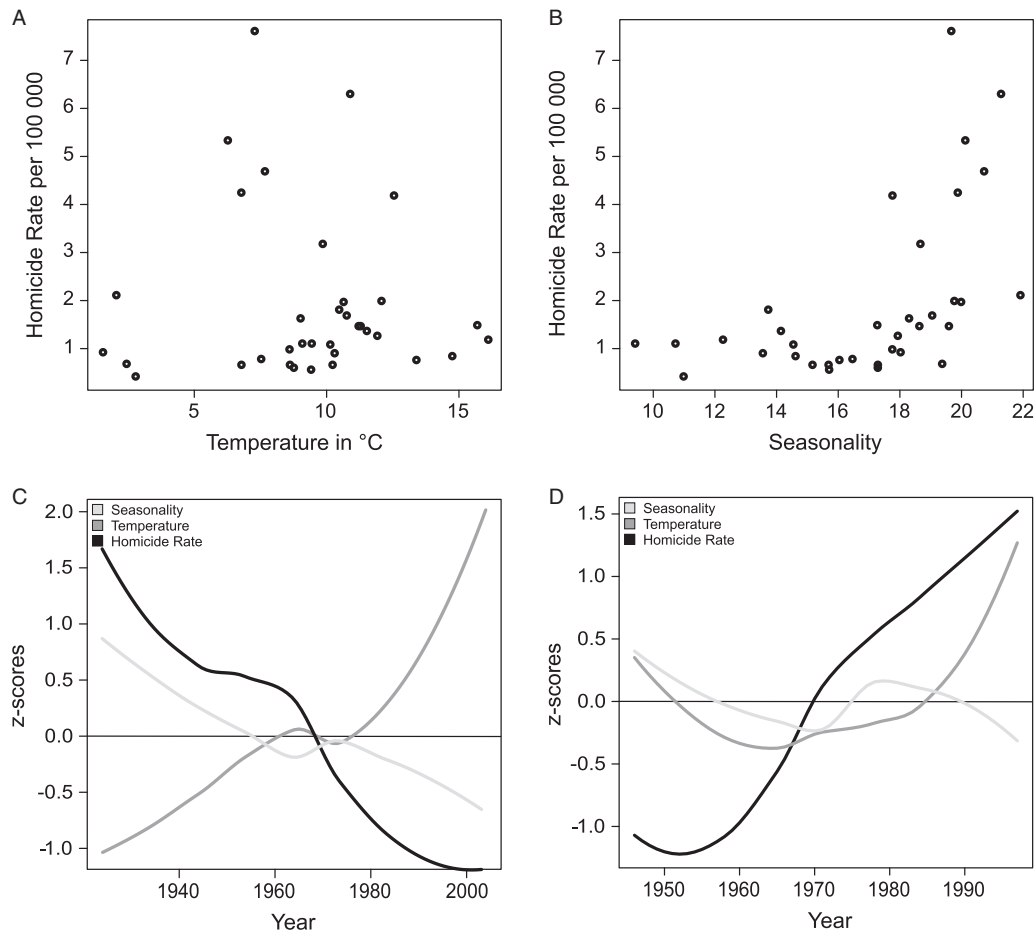 A
Homicide Rate per 100 000
7
6
5
4
3
2
1
5 10 15
Temperature in °C
B
Homicide Rate per 100 000
7
6
5
4
3
2
1
10 12 14 16 18 20 22
Seasonality
C
Seasonality
Temperature
Homicide Rate
z-scores
2.0
1.5
1.0
0.5
0.0
-0.5
-1.0
1940 1960 1980 2000
Year
D
Seasonality
Temperature
Homicide Rate
z-scores
1.5
1.0
0.5
0.0
-0.5
-1.0
1950 1960 1970 1980 1990
Year